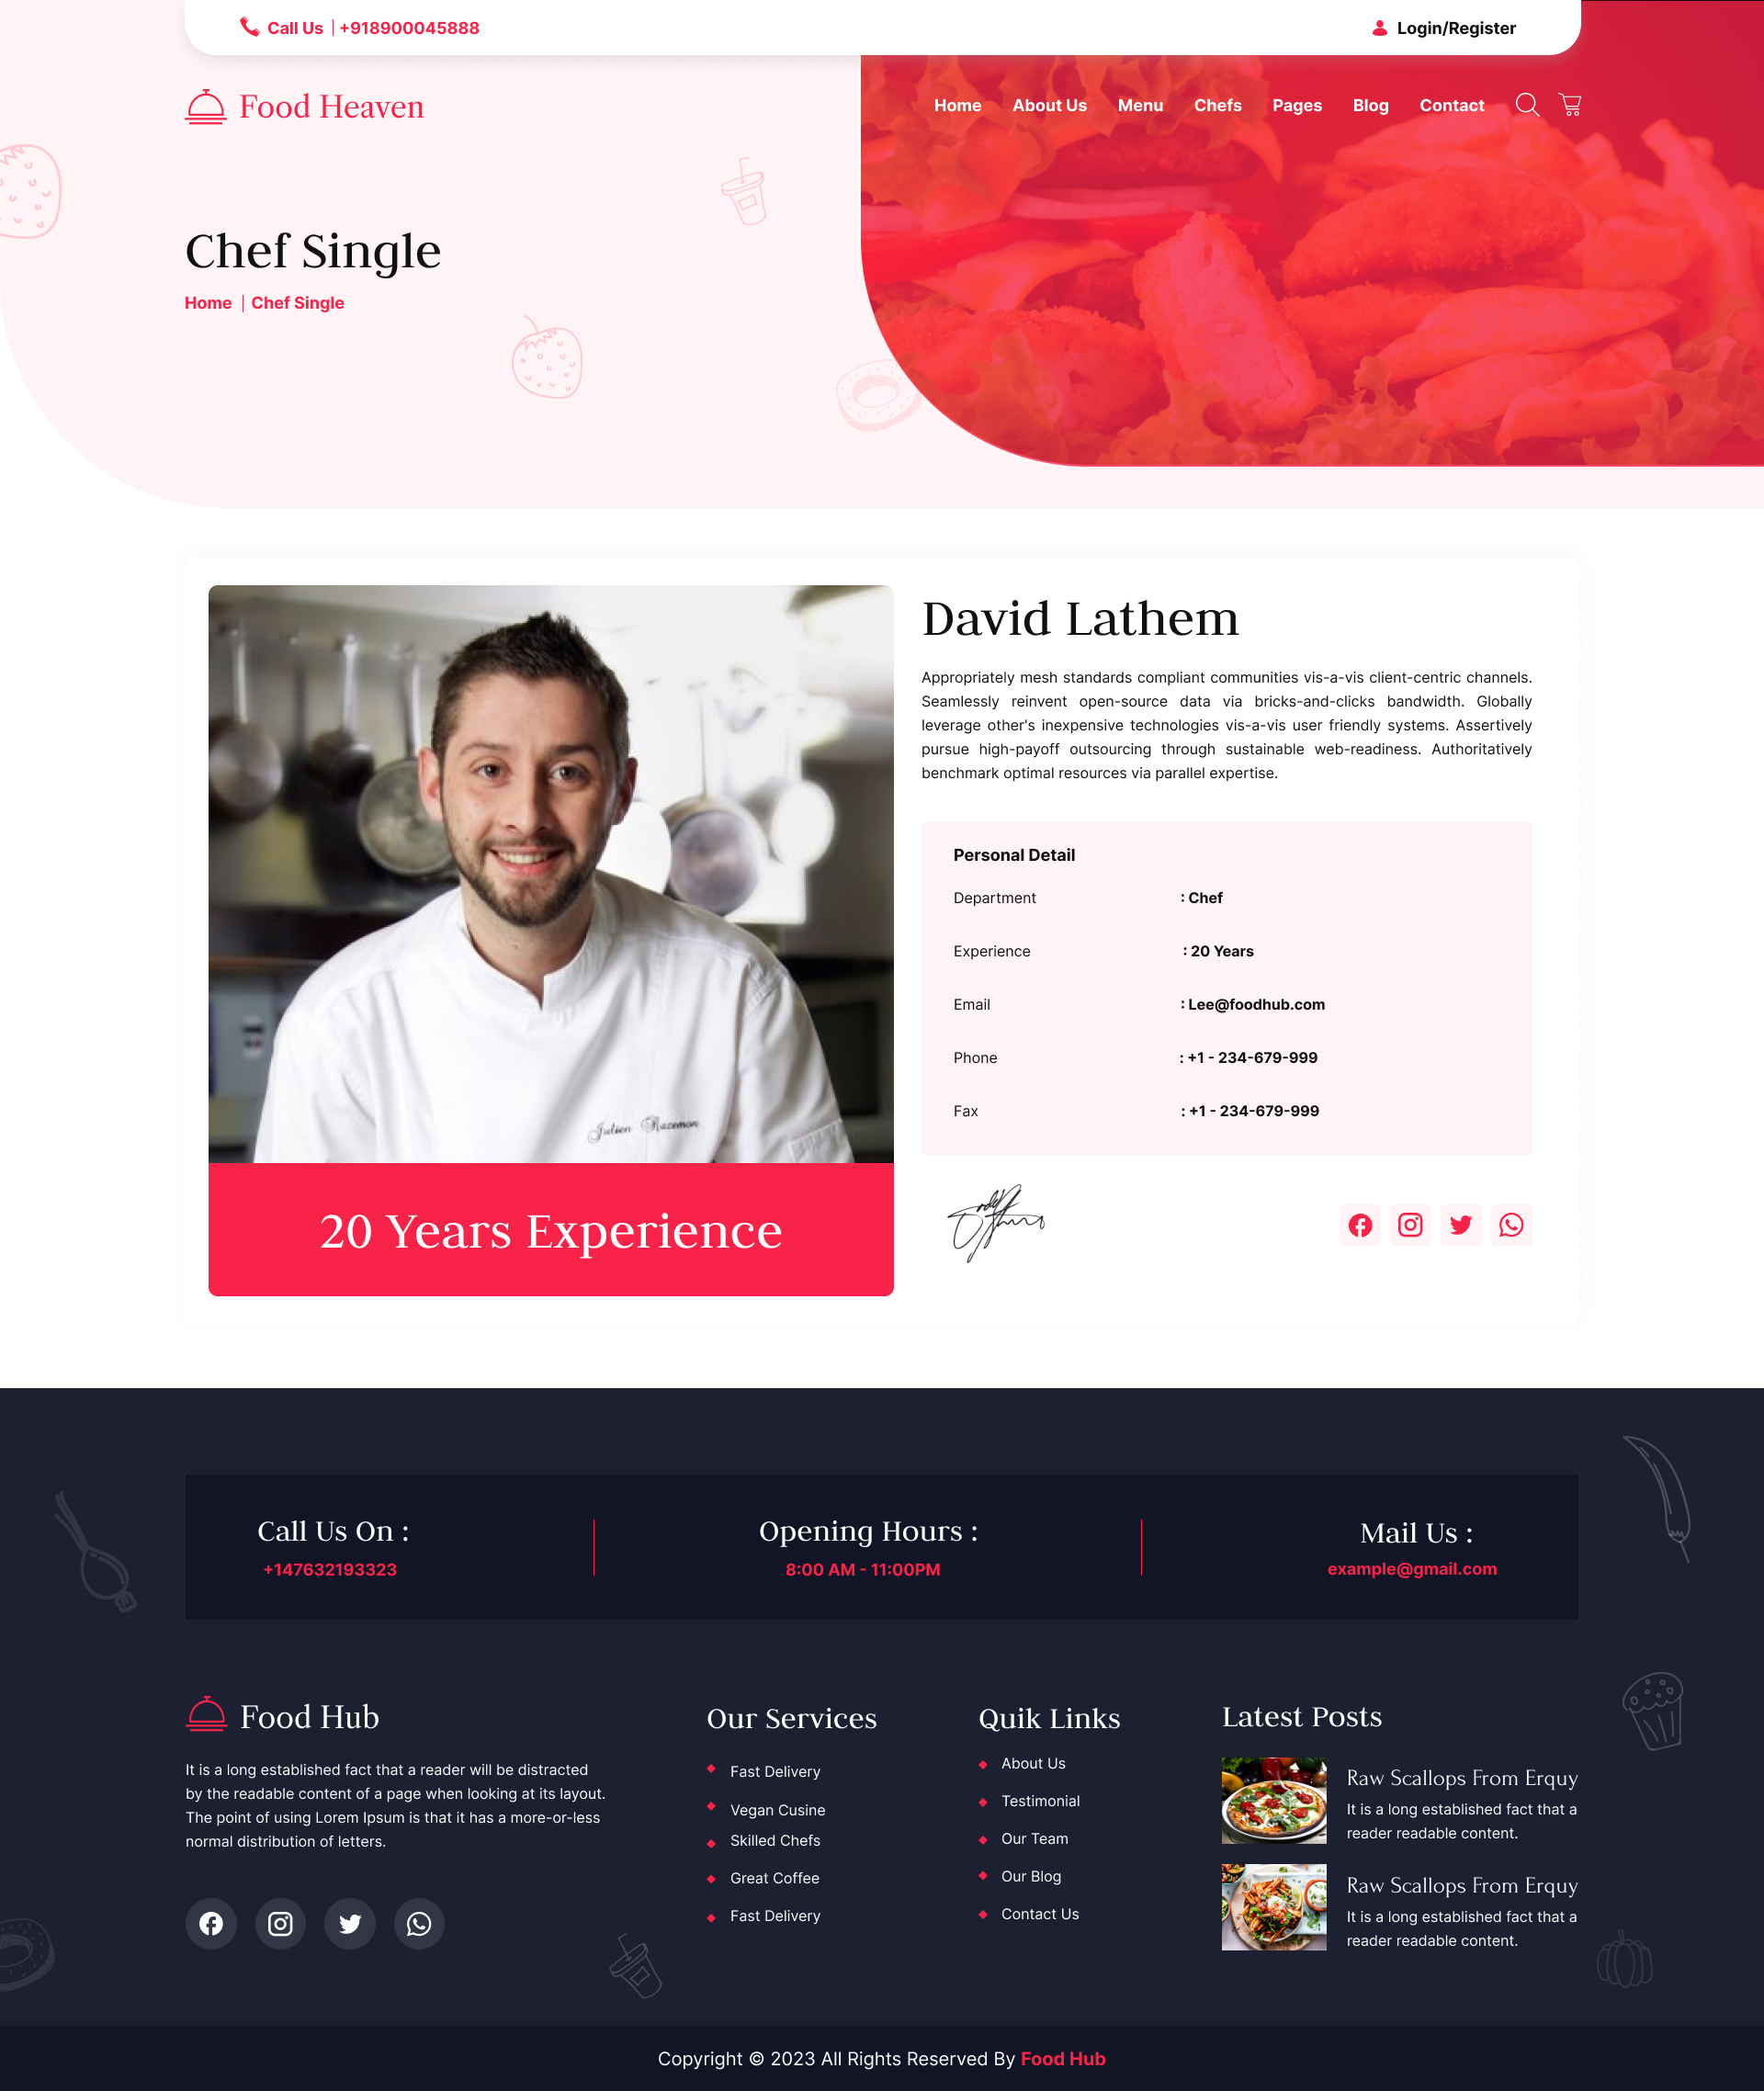 Call Us | +918900045888
Login/Register
Food Heaven
Home About Us Menu Chefs Pages Blog Contact
Chef Single
Home | Chef Single
David Lathem
Appropriately mesh standards compliant communities vis-a-vis client-centric channels.
Seamlessly reinvent open-source data via bricks-and-clicks bandwidth. Globally
leverage other's inexpensive technologies vis-a-vis user friendly systems. Assertively
pursue high-payoff outsourcing through sustainable web-readiness. Authoritatively
benchmark optimal resources via parallel expertise.
Personal Detail
Department : Chef
Experience : 20 Years
Email : Lee@foodhub.com
Phone : +1 - 234-679-999
Fax : +1 - 234-679-999
Julien Razemon
20 Years Experience
Call Us On :
+147632193323
Opening Hours :
8:00 AM - 11:00PM
Mail Us :
example@gmail.com
Food Hub
It is a long established fact that a reader will be distracted
by the readable content of a page when looking at its layout.
The point of using Lorem Ipsum is that it has a more-or-less
normal distribution of letters.
Our Services
Fast Delivery
Vegan Cusine
Skilled Chefs
Great Coffee
Fast Delivery
Quik Links
About Us
Testimonial
Our Team
Our Blog
Contact Us
Latest Posts
Raw Scallops From Erquy
It is a long established fact that a
reader readable content.
Raw Scallops From Erquy
It is a long established fact that a
reader readable content.
Copyright © 2023 All Rights Reserved By Food Hub